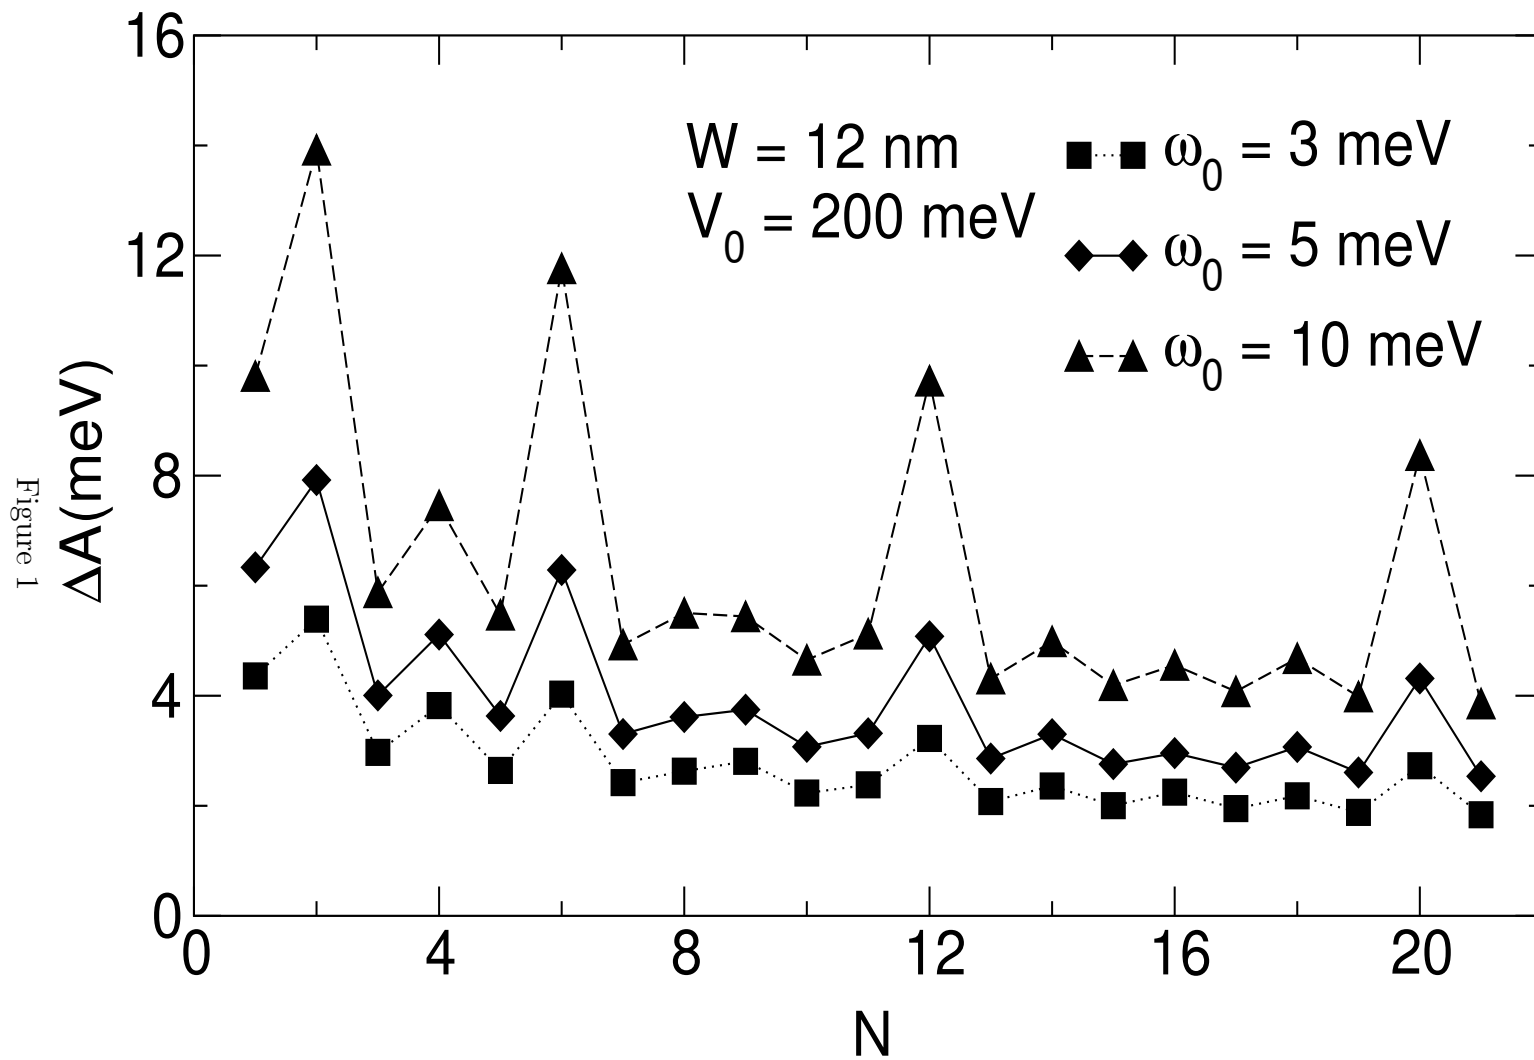 16
12
8
4
0
ΔA(meV)
Figure 1
W = 12 nm
V₀ = 200 meV
ω₀ = 3 meV
ω₀ = 5 meV
ω₀ = 10 meV
0 4 8 12 16 20
N